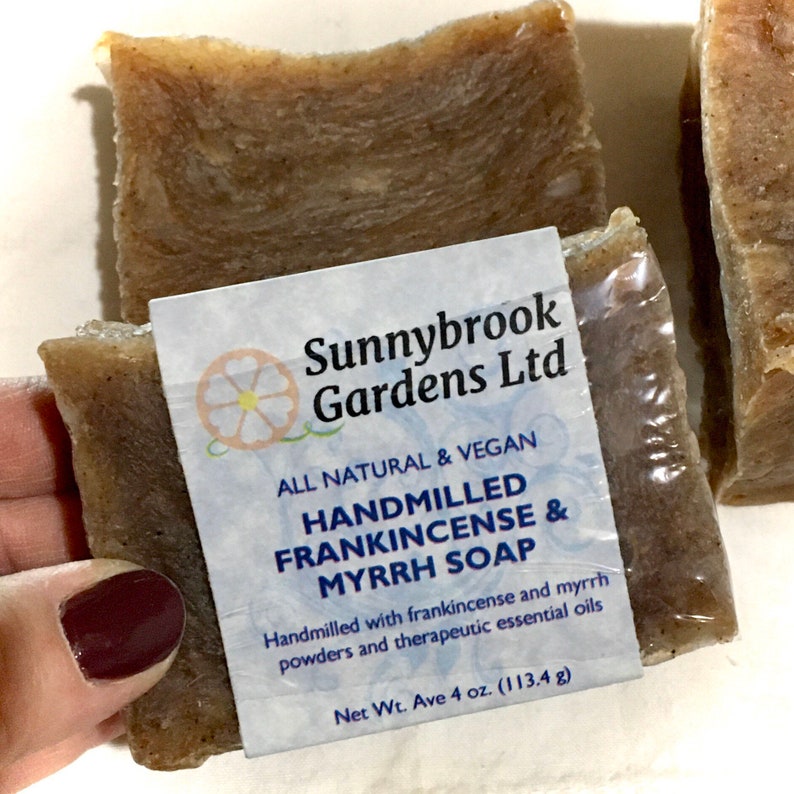 Sunnybrook
Gardens Ltd
ALL NATURAL & VEGAN
HANDMILLED
FRANKINCENSE &
MYRRH SOAP
Handmilled with frankincense and myrrh
powders and therapeutic essential oils
Net Wt. Ave 4 oz. (113.4 g)